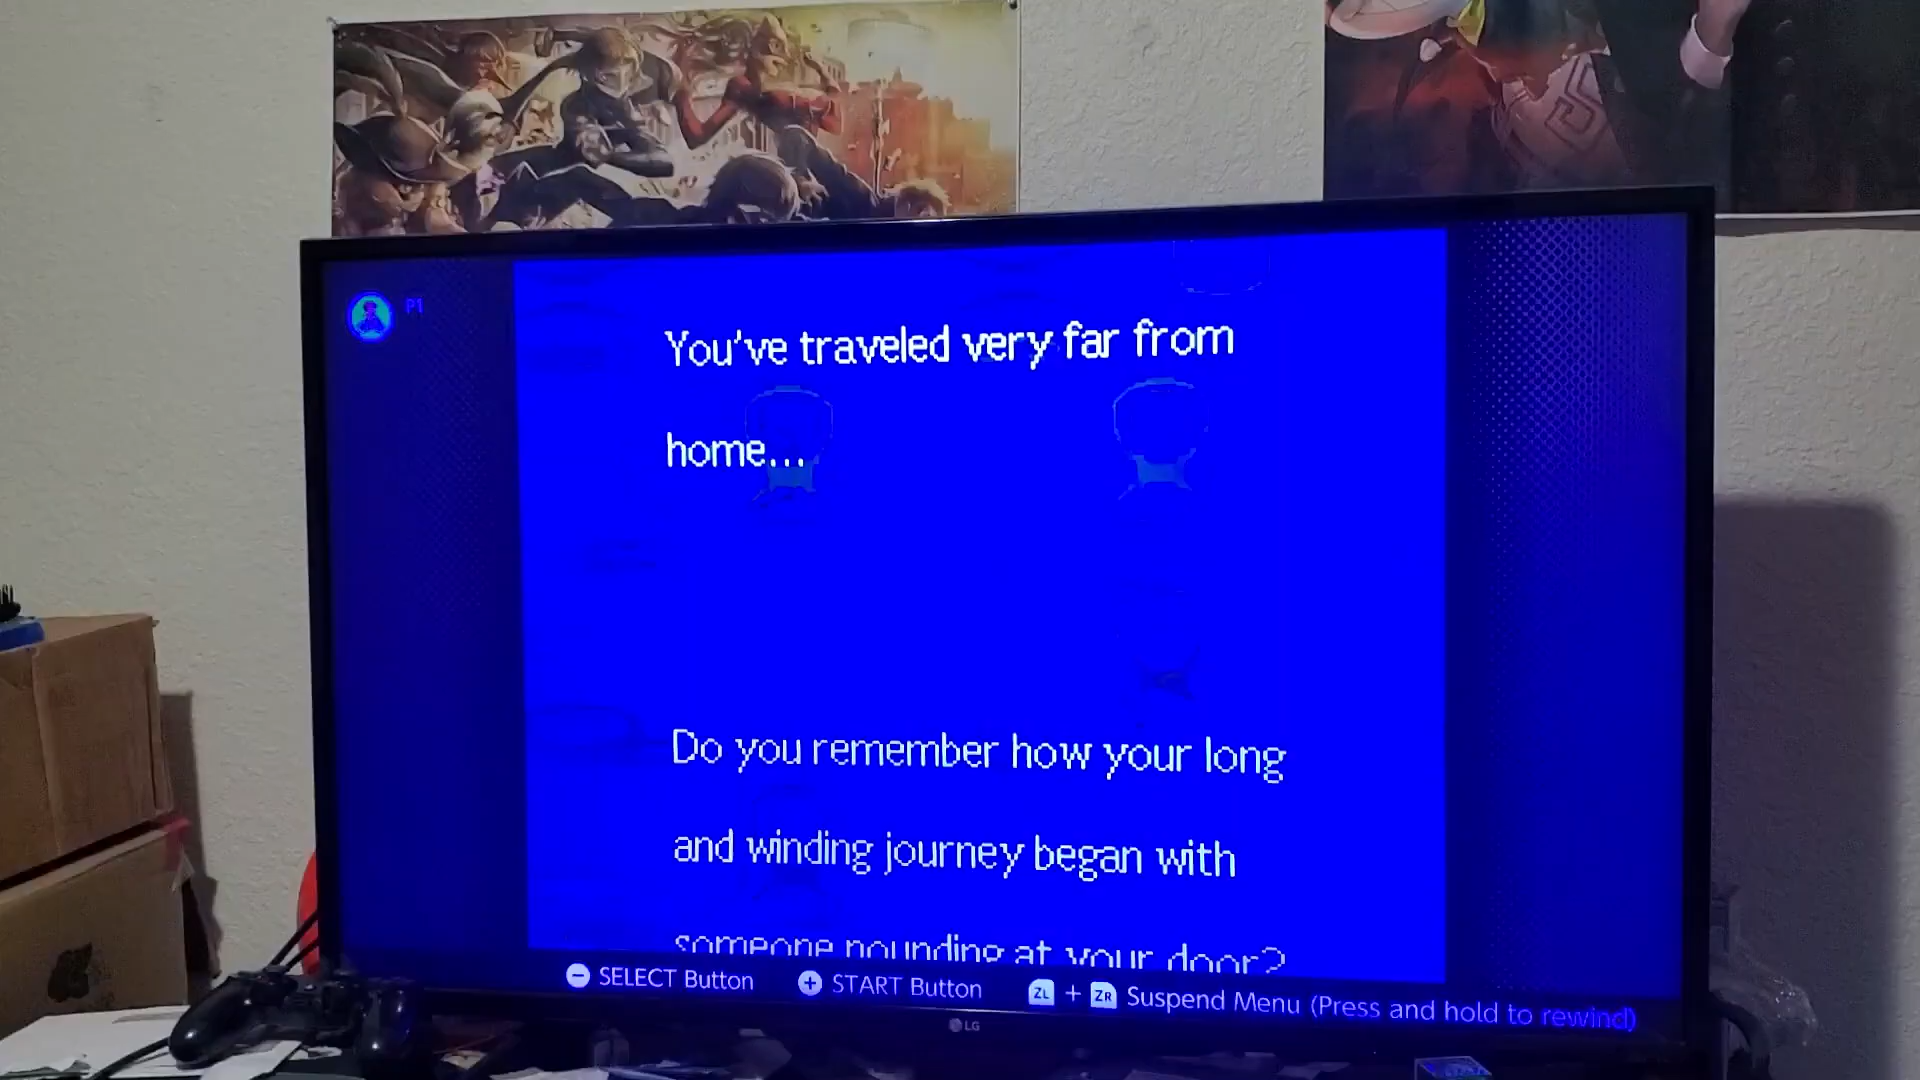 P1
You've traveled very far from
home...
Do you remember how your long
and winding journey began with
someone pounding at your door?
SELECT Button
START Button
ZL + ZR Suspend Menu (Press and hold to rewind)
LG